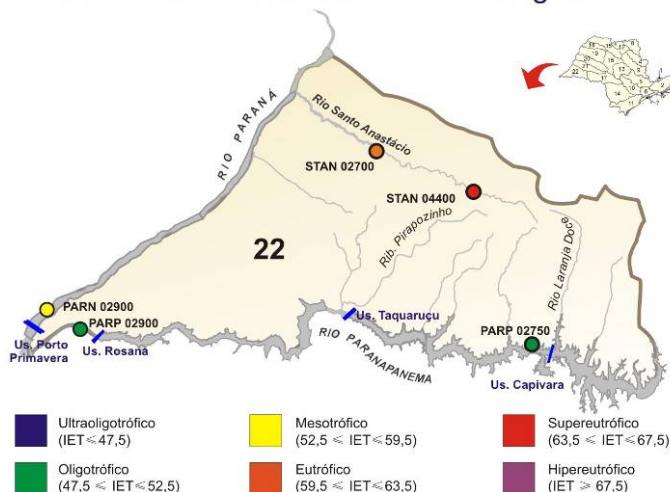 RIO PARANÁ
Rio Santo Anastácio
STAN 02700
STAN 04400
Rib. Pirapozinho
Rio Laranja Doce
22
PARN 02900
PARP 02900
Us. Porto
Primavera
Us. Rosana
Us. Taquaruçu
RIO PARANAPANEMA
PARP 02750
Us. Capivara
Ultraoligotrófico
(IET≤47,5)
Mesotrófico
(52,5 < IET≤59,5)
Supereutrófico
(63,5 < IET≤67,5)
Oligotrófico
(47,5 < IET≤52,5)
Eutrófico
(59,5 < IET≤63,5)
Hipereutrófico
(IET > 67,5)